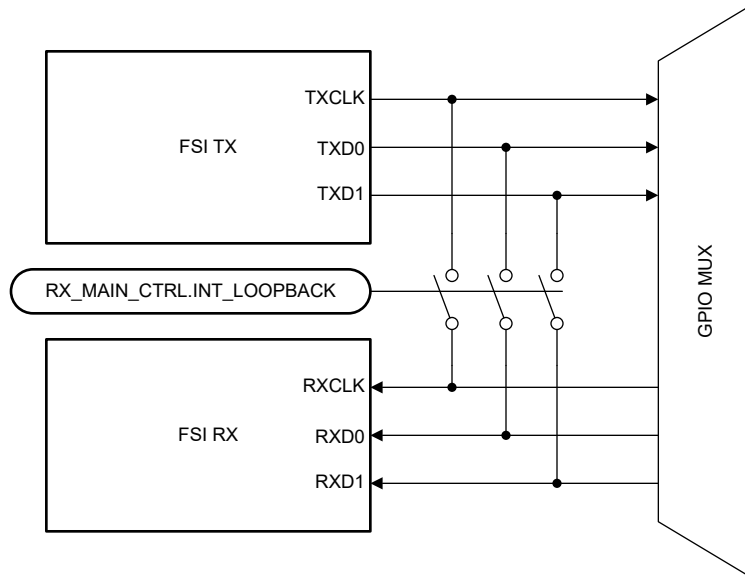 TXCLK
FSI TX
TXD0
TXD1
RX_MAIN_CTRL.INT_LOOPBACK
GPIO MUX
RXCLK
FSI RX
RXD0
RXD1